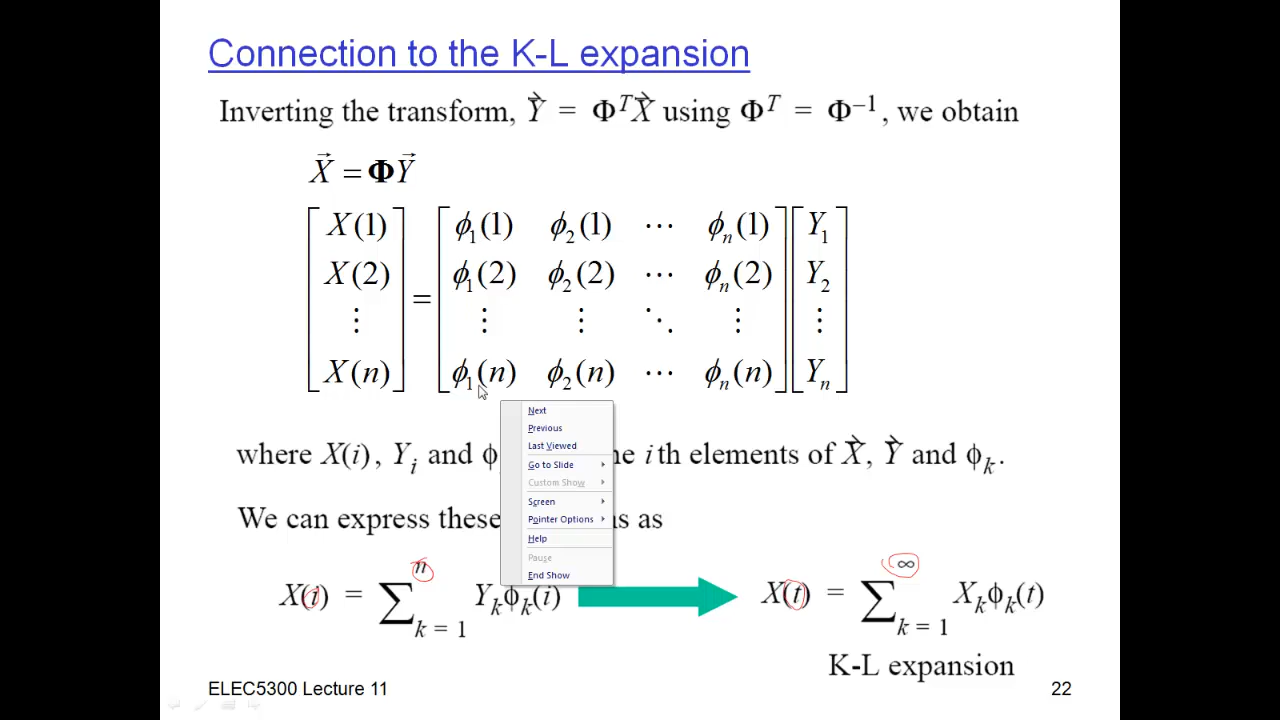 Connection to the K-L expansion
Inverting the transform, Y⃗ = Φ^T X⃗ using Φ^T = Φ^−1, we obtain
X⃗ = ΦY⃗
[X(1)] [ϕ₁(1) ϕ₂(1) ⋯ ϕₙ(1)] [Y₁]
[X(2)] = [ϕ₁(2) ϕ₂(2) ⋯ ϕₙ(2)] [Y₂]
[⋮] [⋮ ⋮ ⋱ ⋮] [⋮]
[X(n)] [ϕ₁(n) ϕ₂(n) ⋯ ϕₙ(n)] [Yₙ]
Next
Previous
Last Viewed
Go to Slide
Custom Show
Screen
Pointer Options
Help
Pause
End Show
where X(i), Yᵢ and ϕ i th elements of X⃗, Y⃗ and ϕₖ.
We can express these as
X(i) = ∑_{k = 1}^{n} Yₖϕₖ(i)
X(t) = ∑_{k = 1}^{∞} Xₖϕₖ(t)
K-L expansion
ELEC5300 Lecture 11
22